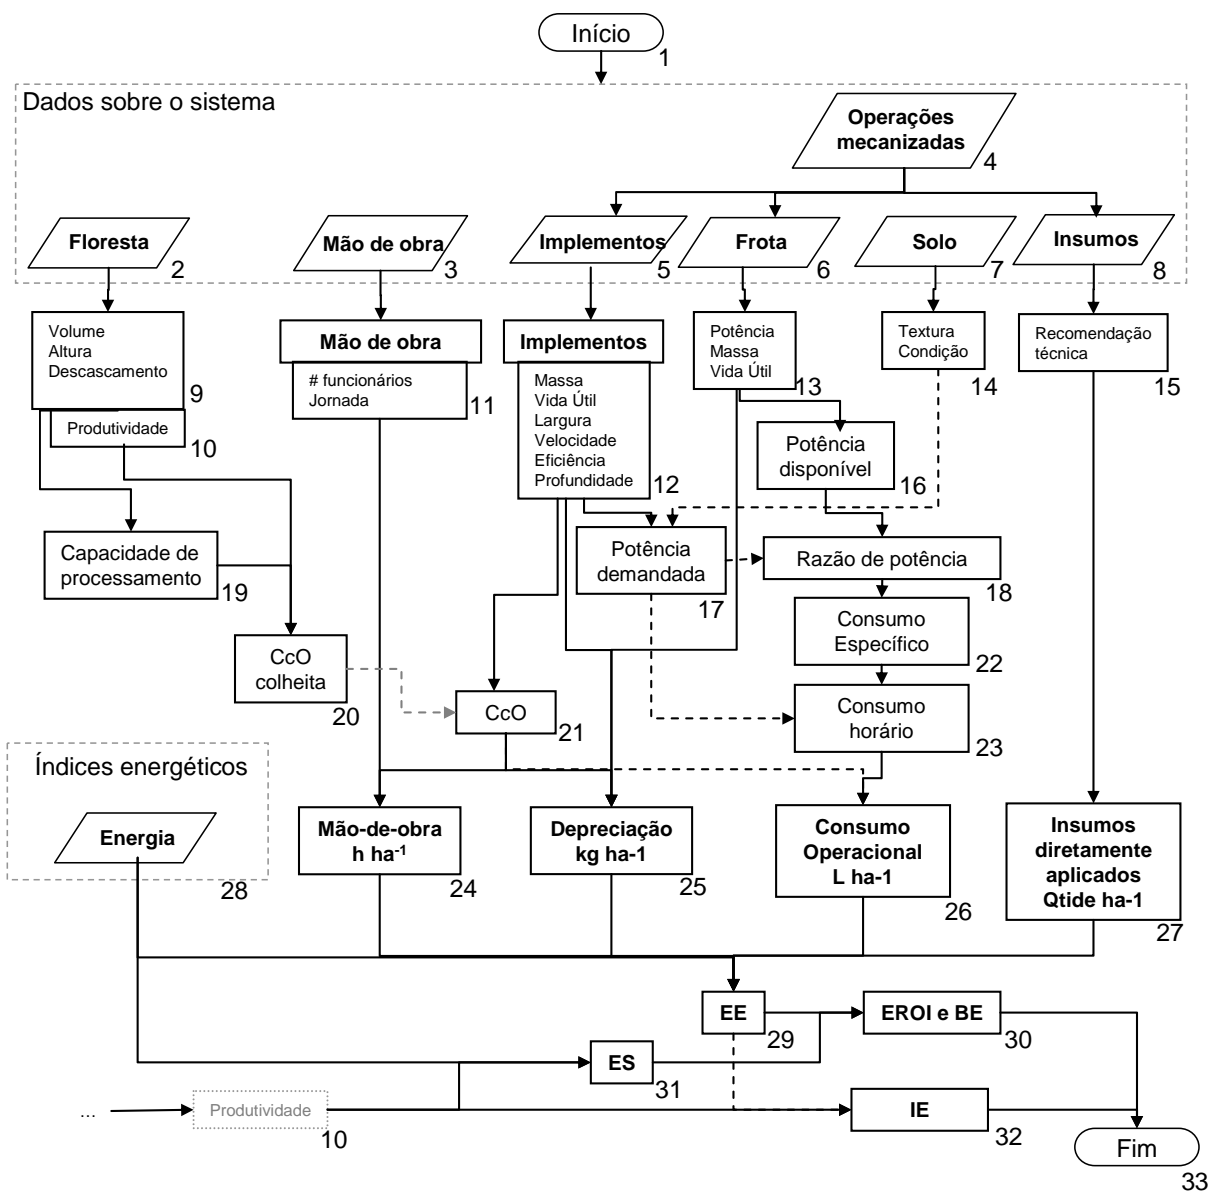 Início
1
Dados sobre o sistema
Operações
mecanizadas
4
Floresta
2
Mão de obra
3
Implementos
5
Frota
6
Solo
7
Insumos
8
Volume
Altura
Descascamento
9
Produtividade
10
Mão de obra
# funcionários
Jornada
11
Implementos
Massa
Vida Útil
Largura
Velocidade
Eficiência
Profundidade
12
Potência
Massa
Vida Útil
13
Textura
Condição
14
Recomendação
técnica
15
Potência
disponível
16
Capacidade de
processamento
19
Potência
demandada
17
Razão de potência
18
Consumo
Específico
22
CcO
colheita
20
CcO
21
Consumo
horário
23
Índices energéticos
Energia
28
Mão-de-obra
h ha-1
24
Depreciação
kg ha-1
25
Consumo
Operacional
L ha-1
26
Insumos
diretamente
aplicados
Qtide ha-1
27
EE
29
EROI e BE
30
ES
31
...
Produtividade
10
IE
32
Fim
33